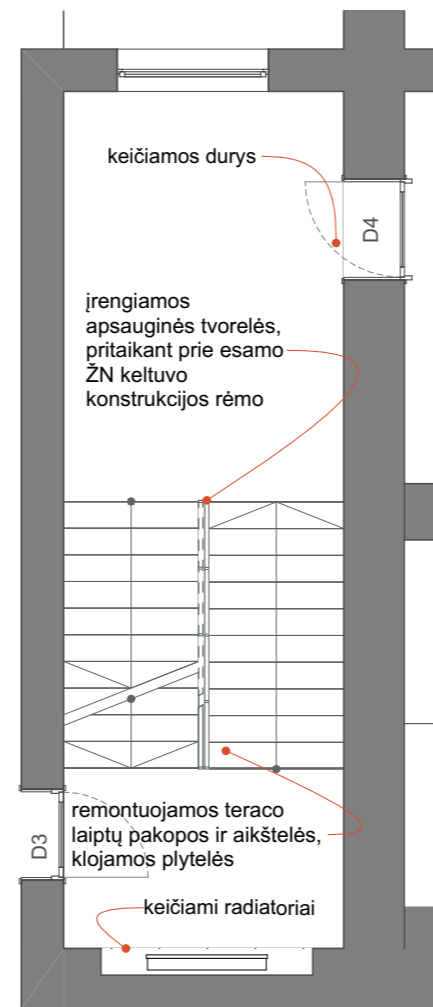 keičiamos durys
D4
įrengiamos
apsauginės tvorelės,
pritaikant prie esamo
ŽN keltuvo
konstrukcijos rėmo
remontuojamos teraco
laiptų pakopos ir aikštelės,
klojamos plytelės
D3
keičiami radiatoriai